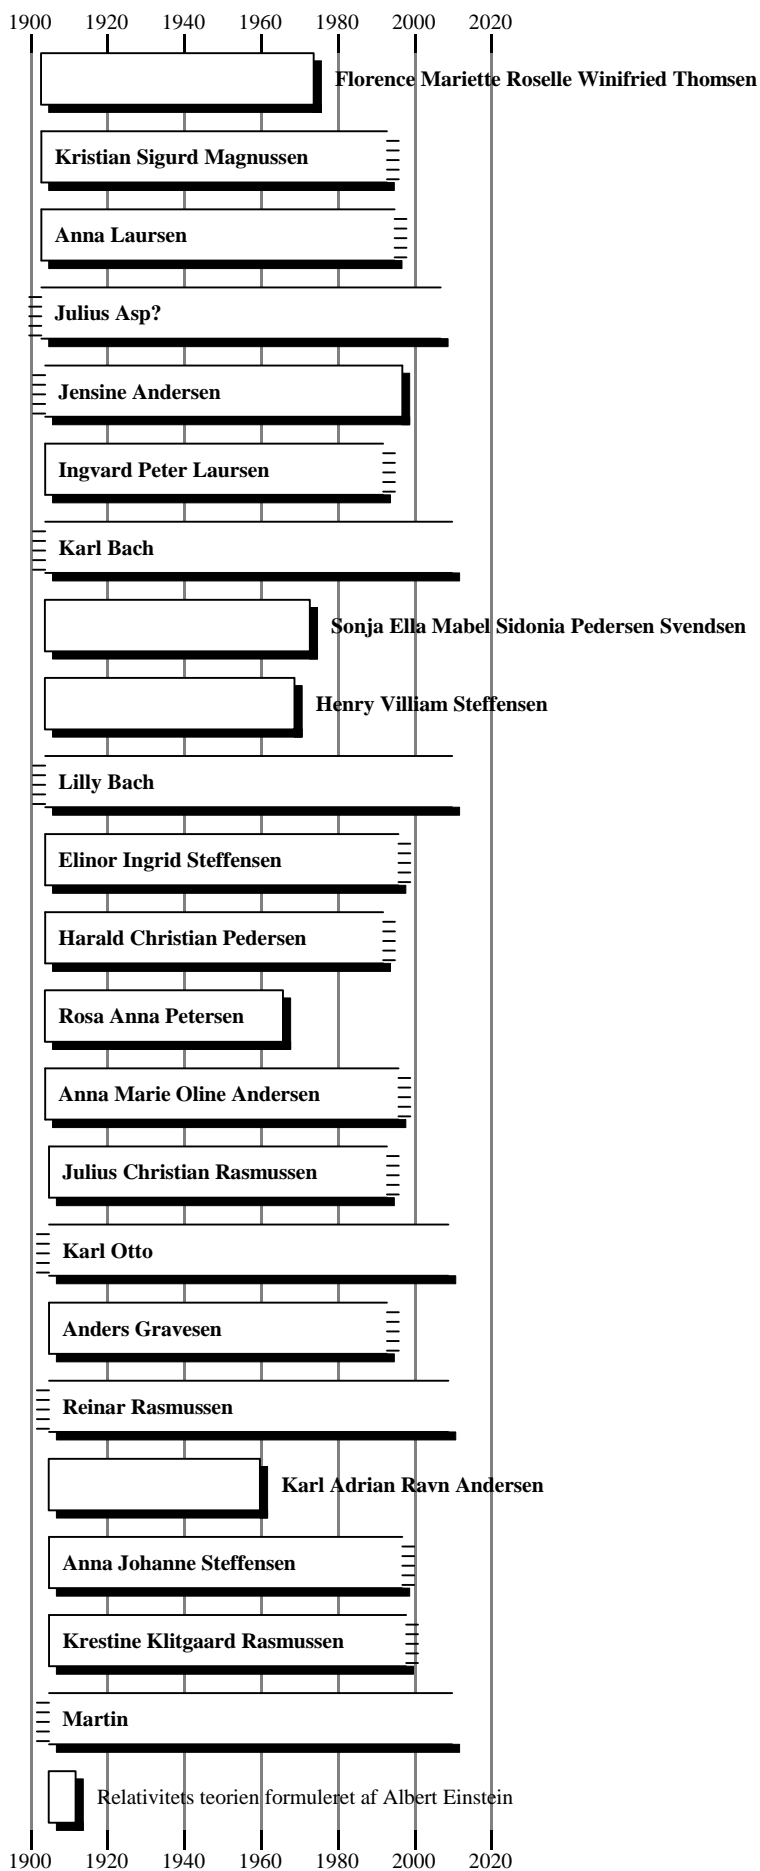 1900 1920 1940 1960 1980 2000 2020
Florence Mariette Roselle Winifried Thomsen
Kristian Sigurd Magnussen
Anna Laursen
Julius Asp?
Jensine Andersen
Ingvard Peter Laursen
Karl Bach
Sonja Ella Mabel Sidonia Pedersen Svendsen
Henry Villiam Steffensen
Lilly Bach
Elinor Ingrid Steffensen
Harald Christian Pedersen
Rosa Anna Petersen
Anna Marie Oline Andersen
Julius Christian Rasmussen
Karl Otto
Anders Gravesen
Reinar Rasmussen
Karl Adrian Ravn Andersen
Anna Johanne Steffensen
Krestine Klitgaard Rasmussen
Martin
Relativitets teorien formuleret af Albert Einstein
1900 1920 1940 1960 1980 2000 2020